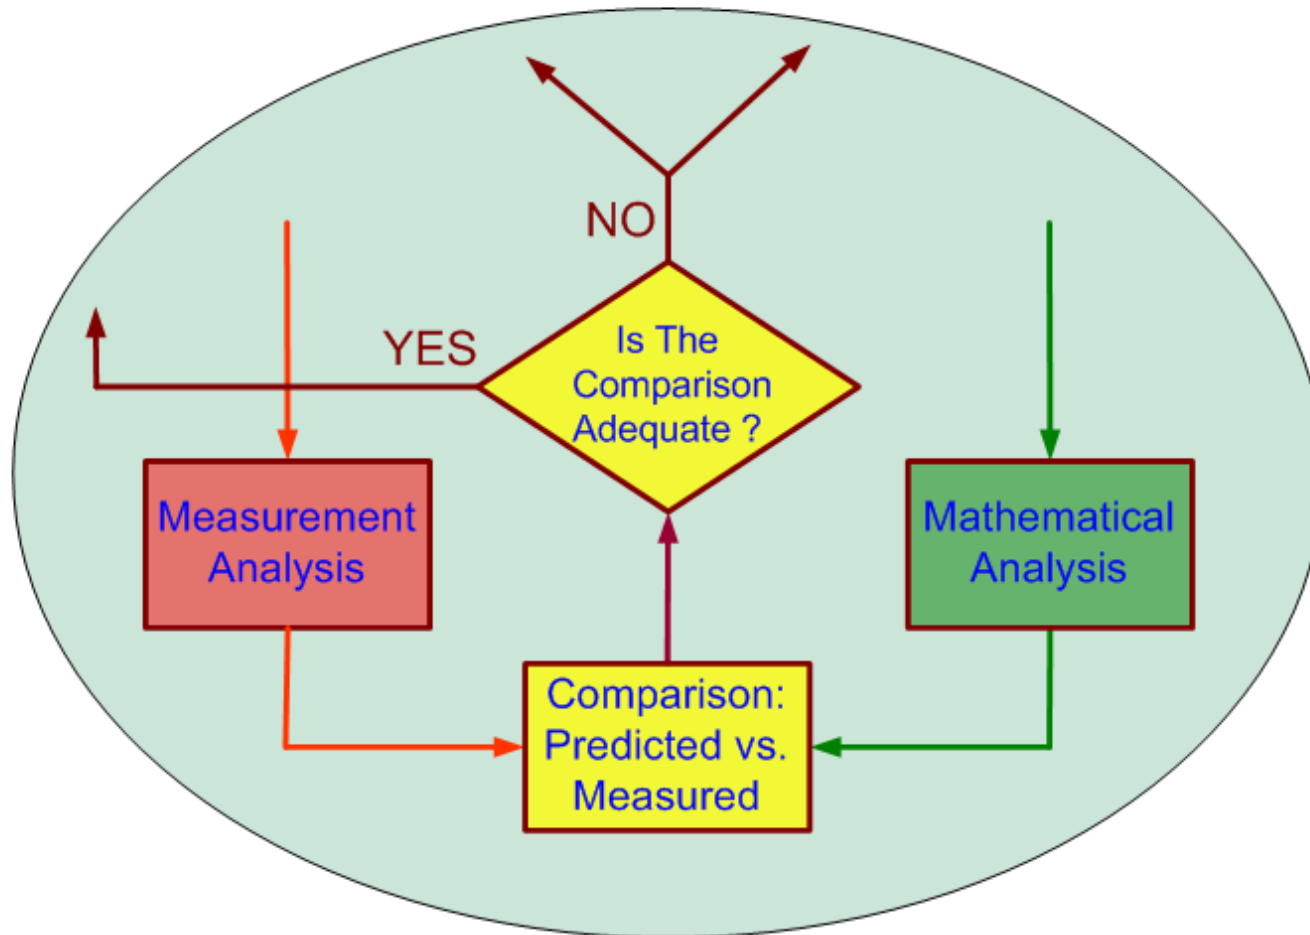 NO
YES
Is The
Comparison
Adequate ?
Measurement
Analysis
Mathematical
Analysis
Comparison:
Predicted vs.
Measured